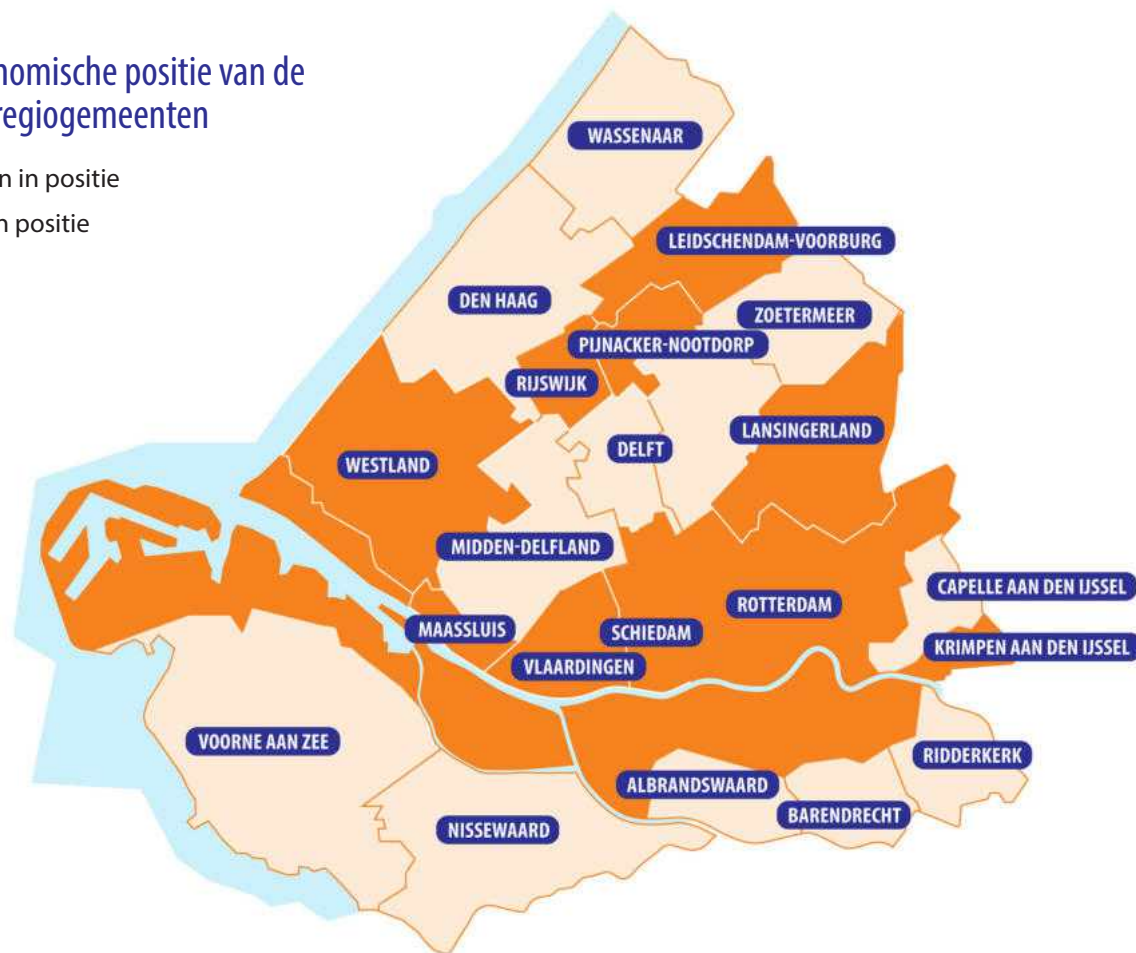 nomische positie van de
regiogemeenten
n in positie
n positie
WASSENAAR
LEIDSCHENDAM-VOORBURG
DEN HAAG
ZOETERMEER
PIJNACKER-NOOTDORP
RIJSWIJK
LANSINGERLAND
DELFT
WESTLAND
MIDDEN-DELFLAND
CAPELLE AAN DEN IJSSEL
ROTTERDAM
MAASSLUIS
SCHIEDAM
KRIMPEN AAN DEN IJSSEL
VLAARDINGEN
VOORNE AAN ZEE
RIDDERKERK
ALBRANDSWAARD
BARENDRECHT
NISSEWAARD